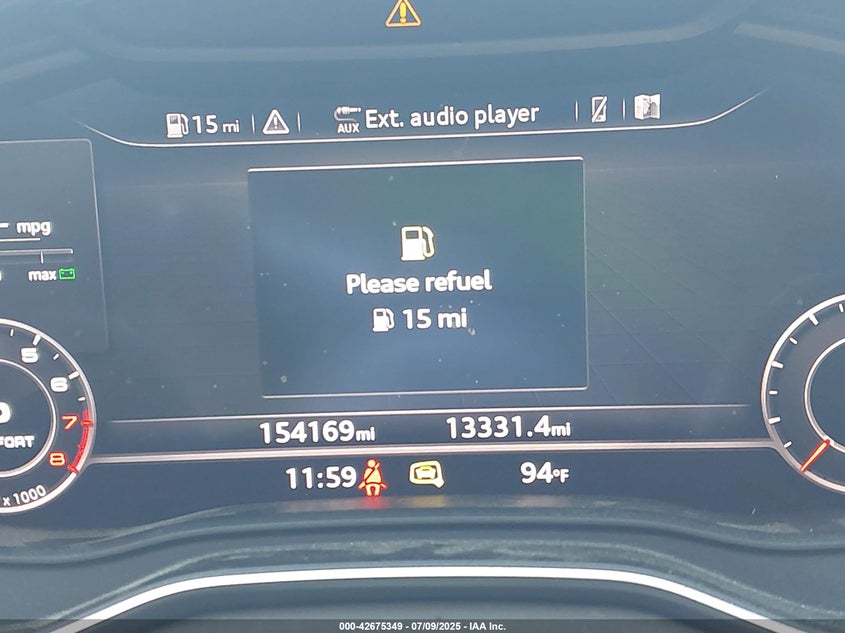 15 mi
AUX Ext. audio player
mpg
max
Please refuel
15 mi
5
6
7
8
x 1000
154169mi 13331.4mi
11:59 94°F
000-42675349 - 07/09/2025 - IAA Inc.